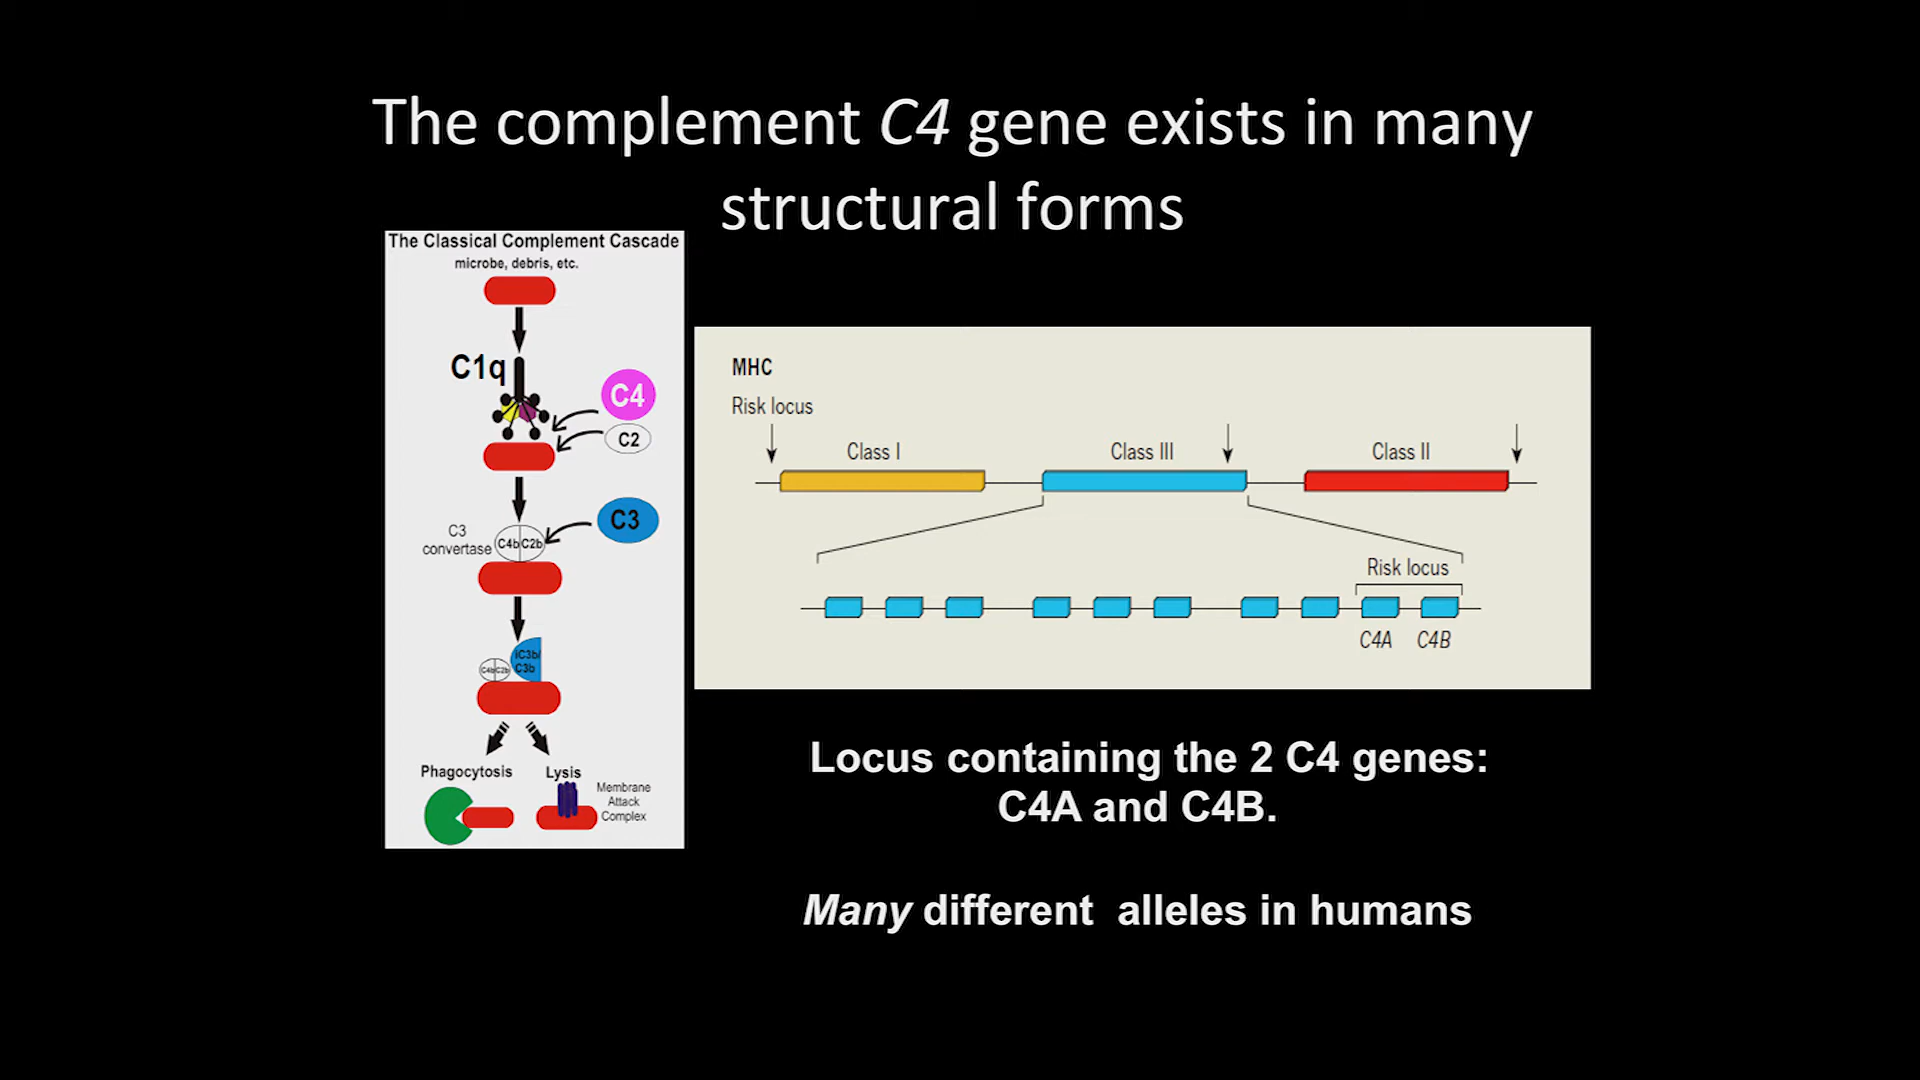 The complement C4 gene exists in many
structural forms
The Classical Complement Cascade
microbe, debris, etc.
C1q
C4
C2
C3
C3
convertase
C4b C2b
C4b C2b
iC3b/
C3b
Phagocytosis
Lysis
Membrane
Attack
Complex
MHC
Risk locus
Class I
Class III
Class II
Risk locus
C4A
C4B
Locus containing the 2 C4 genes:
C4A and C4B.
Many different alleles in humans